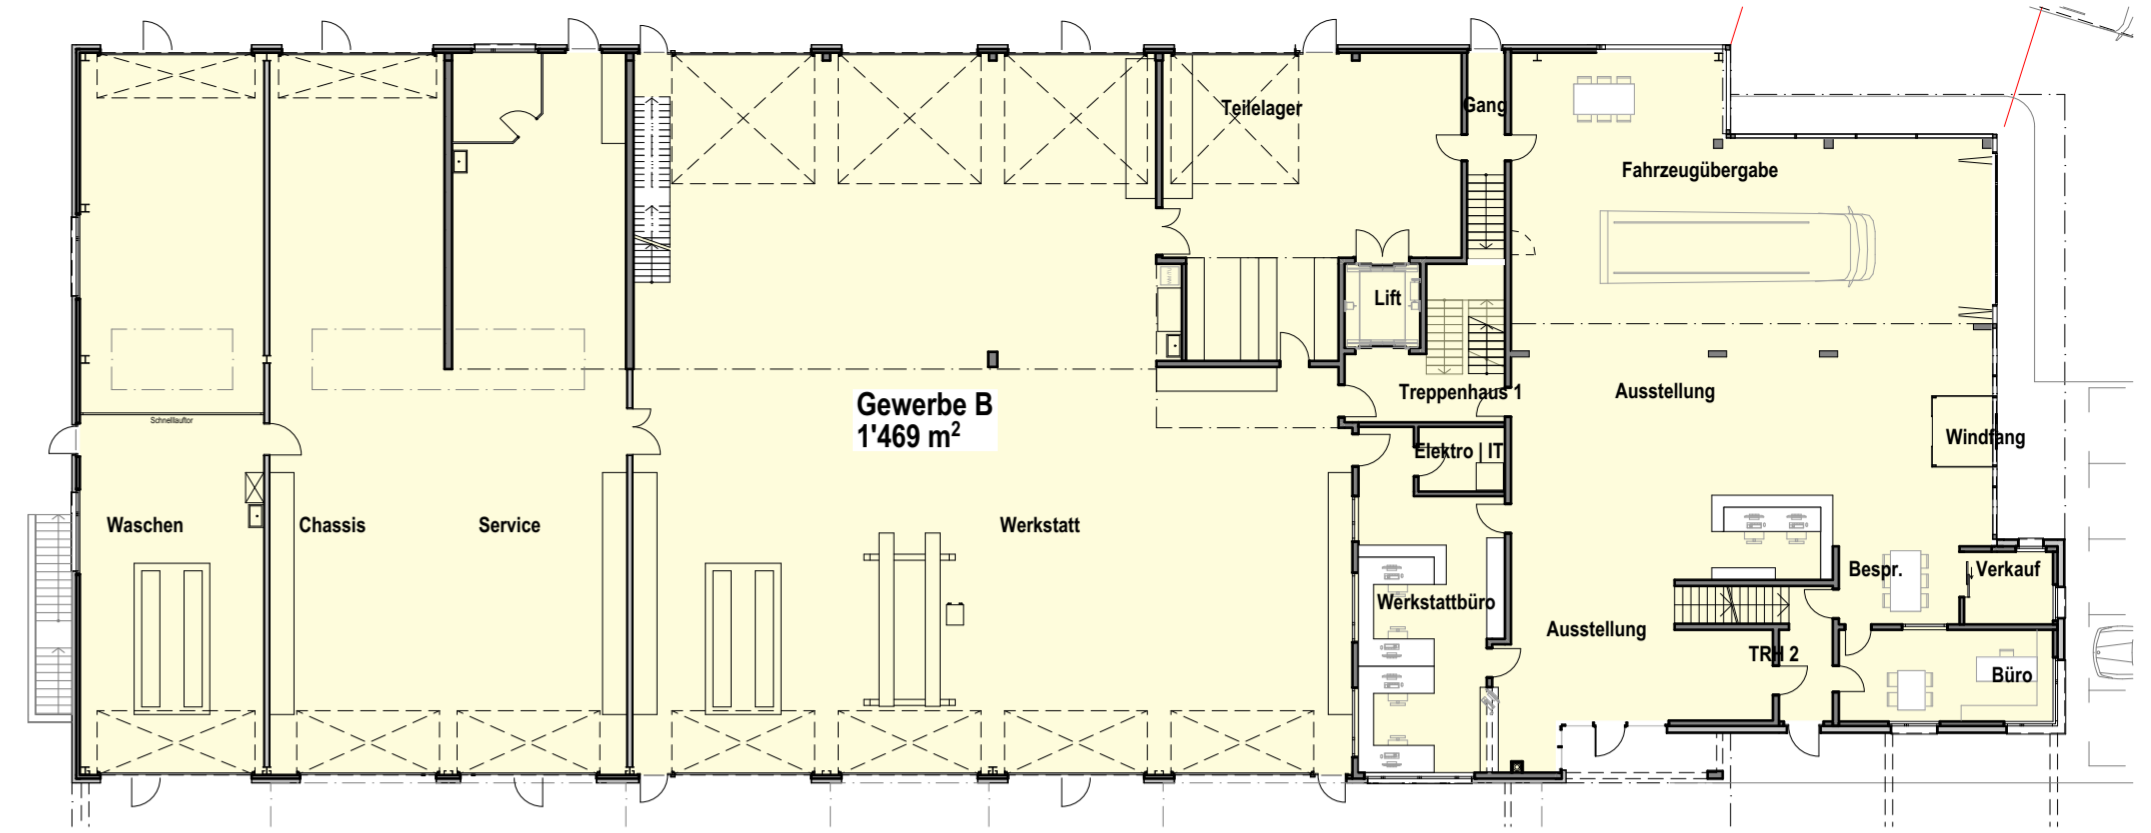 Teilelager
Gang
Fahrzeugübergabe
Lift
Treppenhaus 1
Ausstellung
Gewerbe B
1'469 m²
Schnelllauftor
Elektro | IT
Windfang
Waschen
Chassis
Service
Werkstatt
Bespr.
Verkauf
Werkstattbüro
Ausstellung
TRH 2
Büro